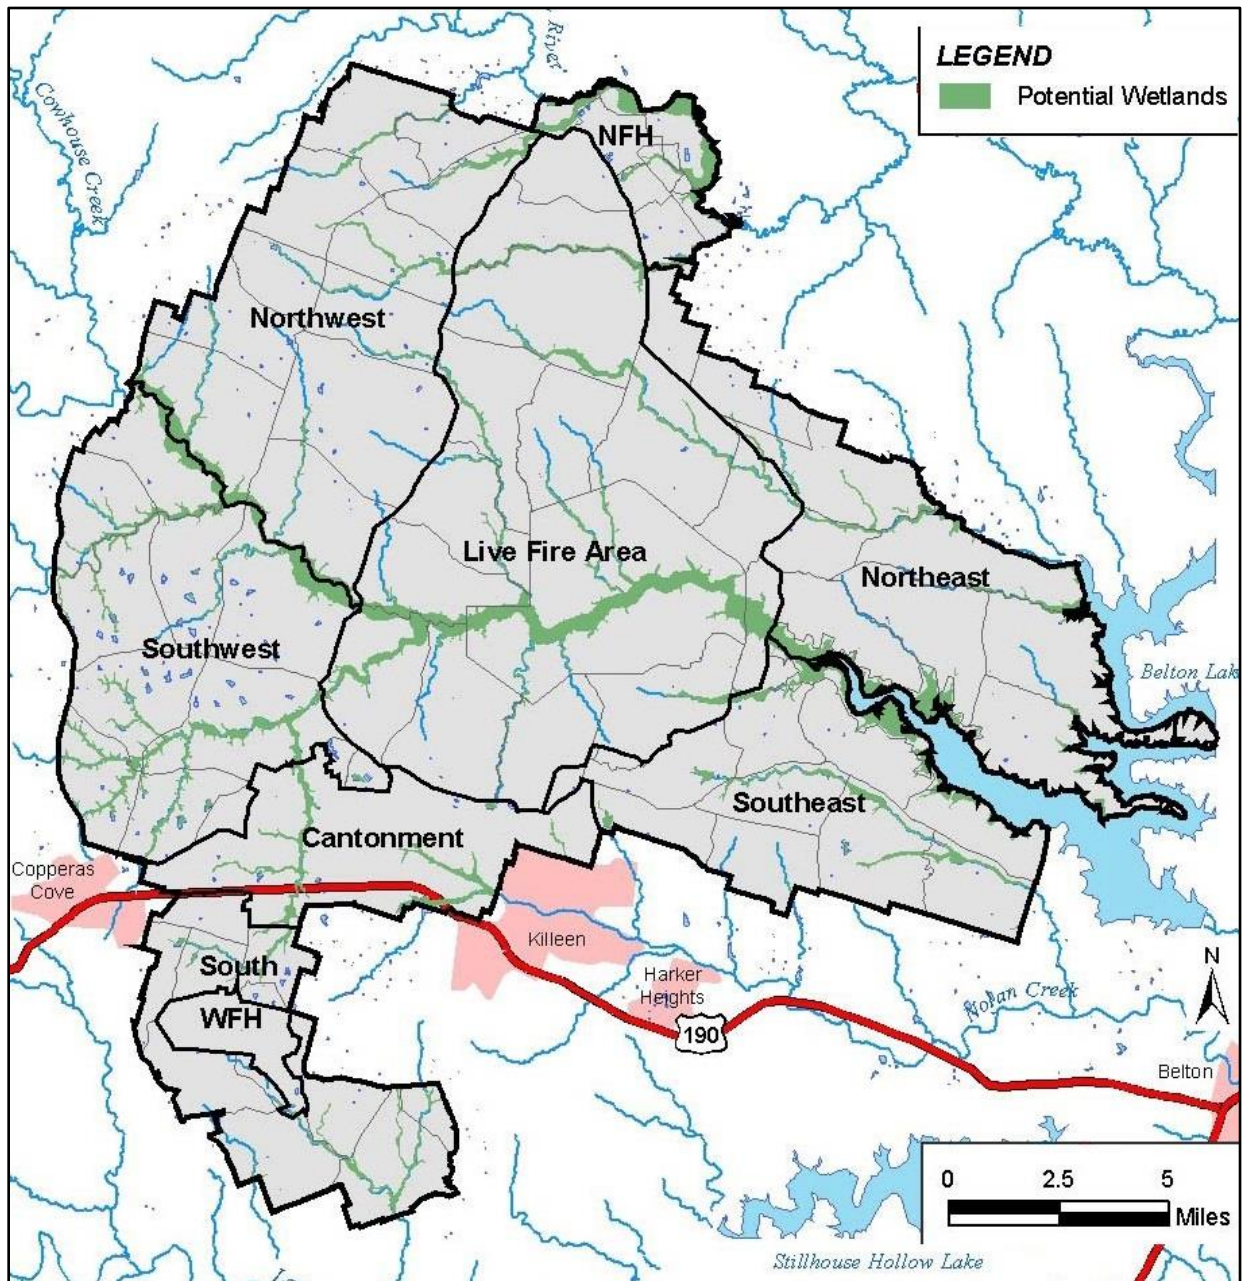 LEGEND
Potential Wetlands
River
Cowhouse Creek
NFH
Northwest
Live Fire Area
Northeast
Southwest
Belton Lak
Southeast
Cantonment
Copperas
Cove
Killeen
South
Harker
Heights
WFH
190
Nolan Creek
N
Belton
0 2.5 5
Miles
Stillhouse Hollow Lake